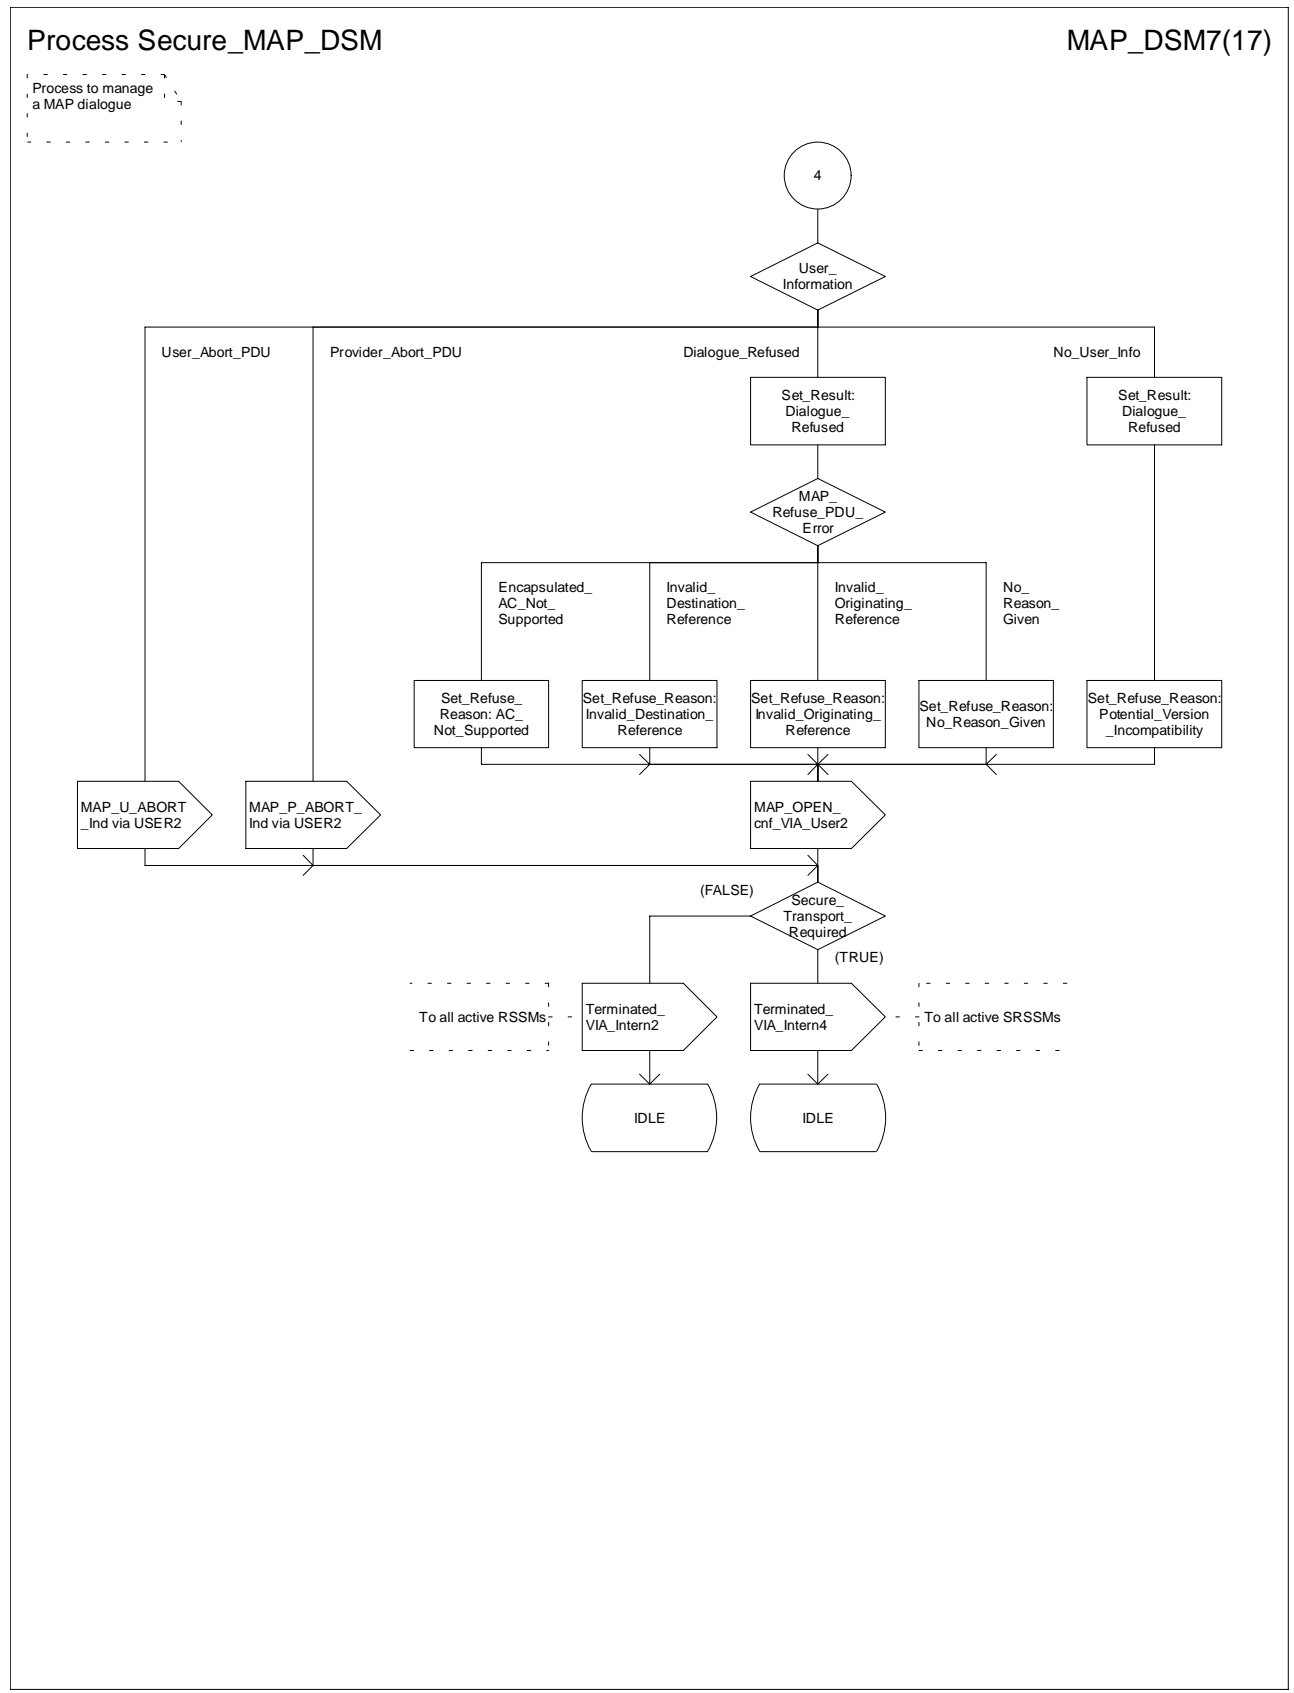 Process Secure_MAP_DSM
MAP_DSM7(17)
Process to manage
a MAP dialogue
4
User_
Information
User_Abort_PDU
Provider_Abort_PDU
Dialogue_Refused
No_User_Info
Set_Result:
Dialogue_
Refused
Set_Result:
Dialogue_
Refused
MAP_
Refuse_PDU_
Error
Encapsulated_
AC_Not_
Supported
Invalid_
Destination_
Reference
Invalid_
Originating_
Reference
No_
Reason_
Given
Set_Refuse_
Reason: AC_
Not_Supported
Set_Refuse_Reason:
Invalid_Destination_
Reference
Set_Refuse_Reason:
Invalid_Originating_
Reference
Set_Refuse_Reason:
No_Reason_Given
Set_Refuse_Reason:
Potential_Version
_Incompatibility
MAP_U_ABORT
_Ind via USER2
MAP_P_ABORT_
Ind via USER2
MAP_OPEN_
cnf_VIA_User2
(FALSE)
Secure_
Transport_
Required
(TRUE)
To all active RSSMs
Terminated_
VIA_Intern2
Terminated_
VIA_Intern4
To all active SRSSMs
IDLE
IDLE